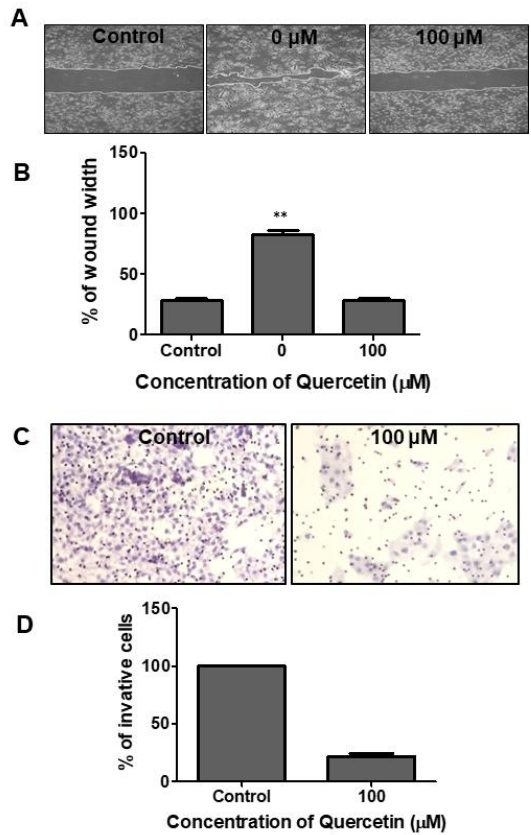 A
Control
0 µM
100 µM
B
% of wound width
150
100
50
0
**
Control
0
100
Concentration of Quercetin (µM)
C
Control
100 µM
D
% of invative cells
150
100
50
0
Control
100
Concentration of Quercetin (µM)